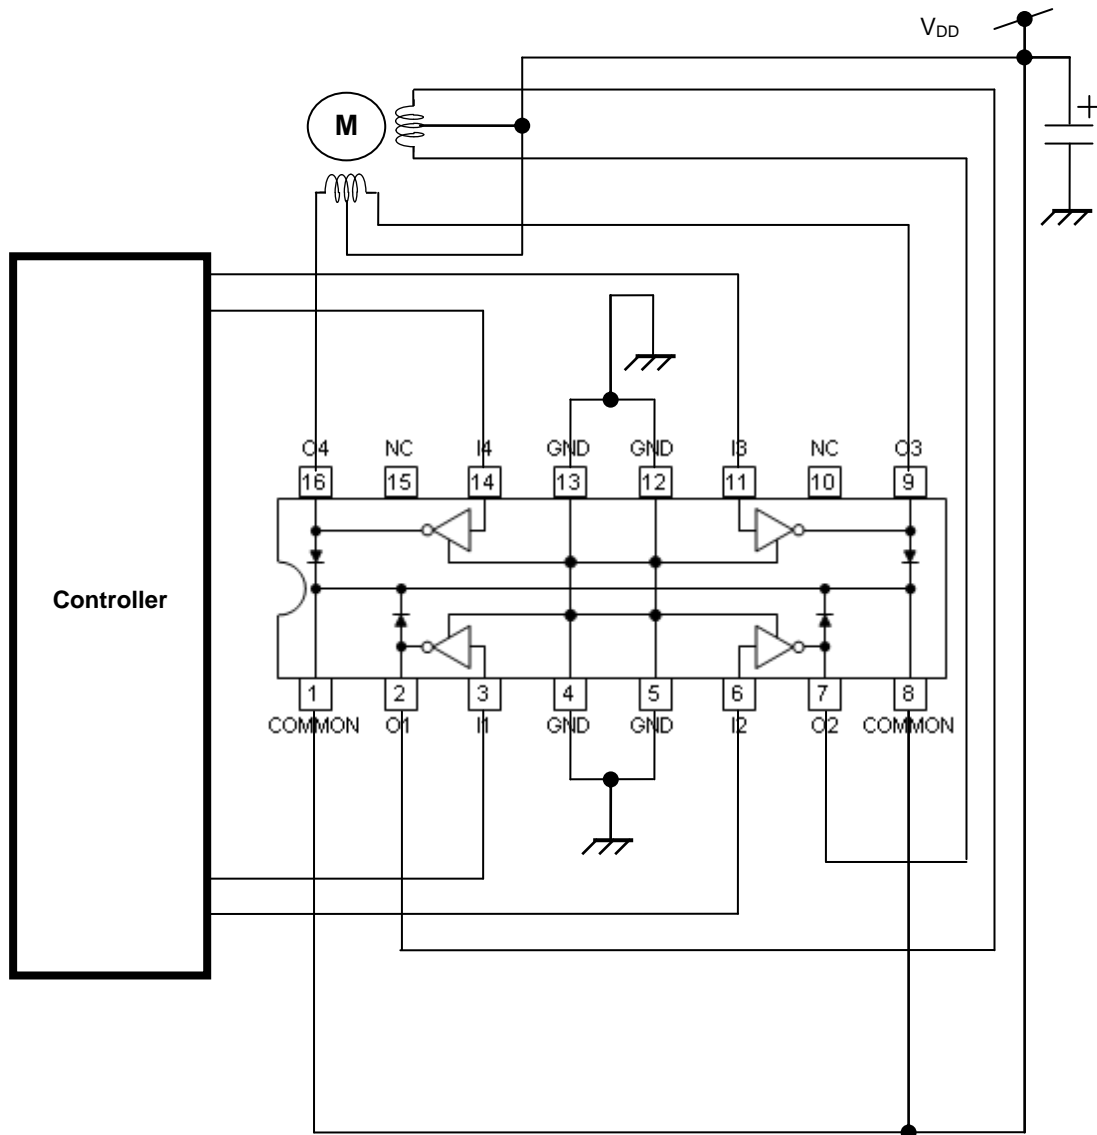 VDD
+
M
O4 NC I4 GND GND I3 NC O3
16 15 14 13 12 11 10 9
Controller
1 2 3 4 5 6 7 8
COMMON O1 I1 GND GND I2 O2 COMMON